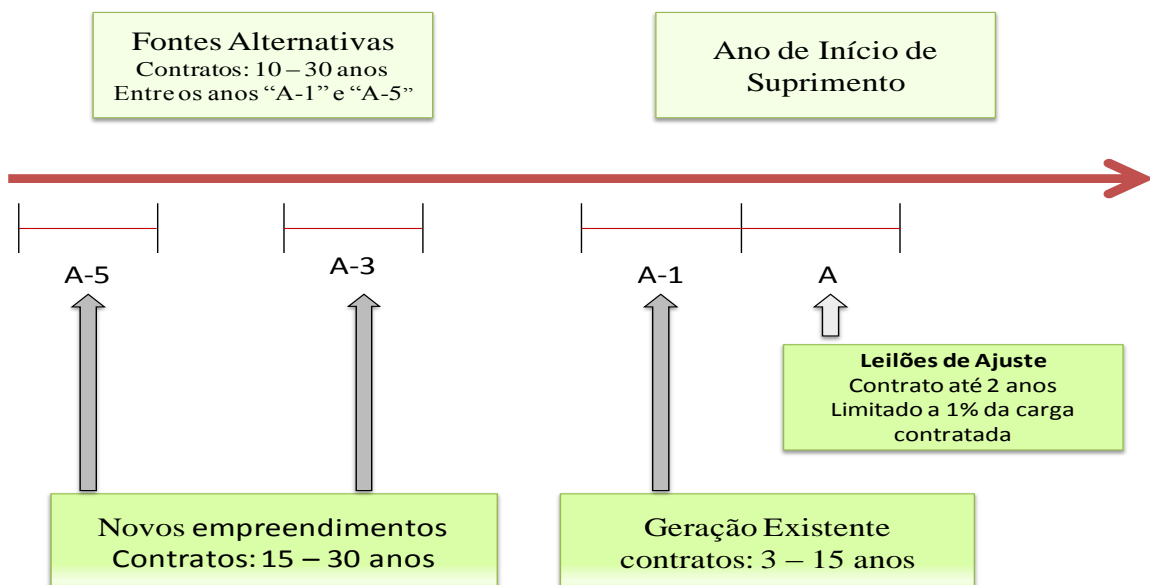 Fontes Alternativas
Contratos: 10 – 30 anos
Entre os anos “A-1” e “A-5”
Ano de Início de
Suprimento
A-5
A-3
A-1
A
Leilões de Ajuste
Contrato até 2 anos
Limitado a 1% da carga
contratada
Novos empreendimentos
Contratos: 15 – 30 anos
Geração Existente
contratos: 3 – 15 anos